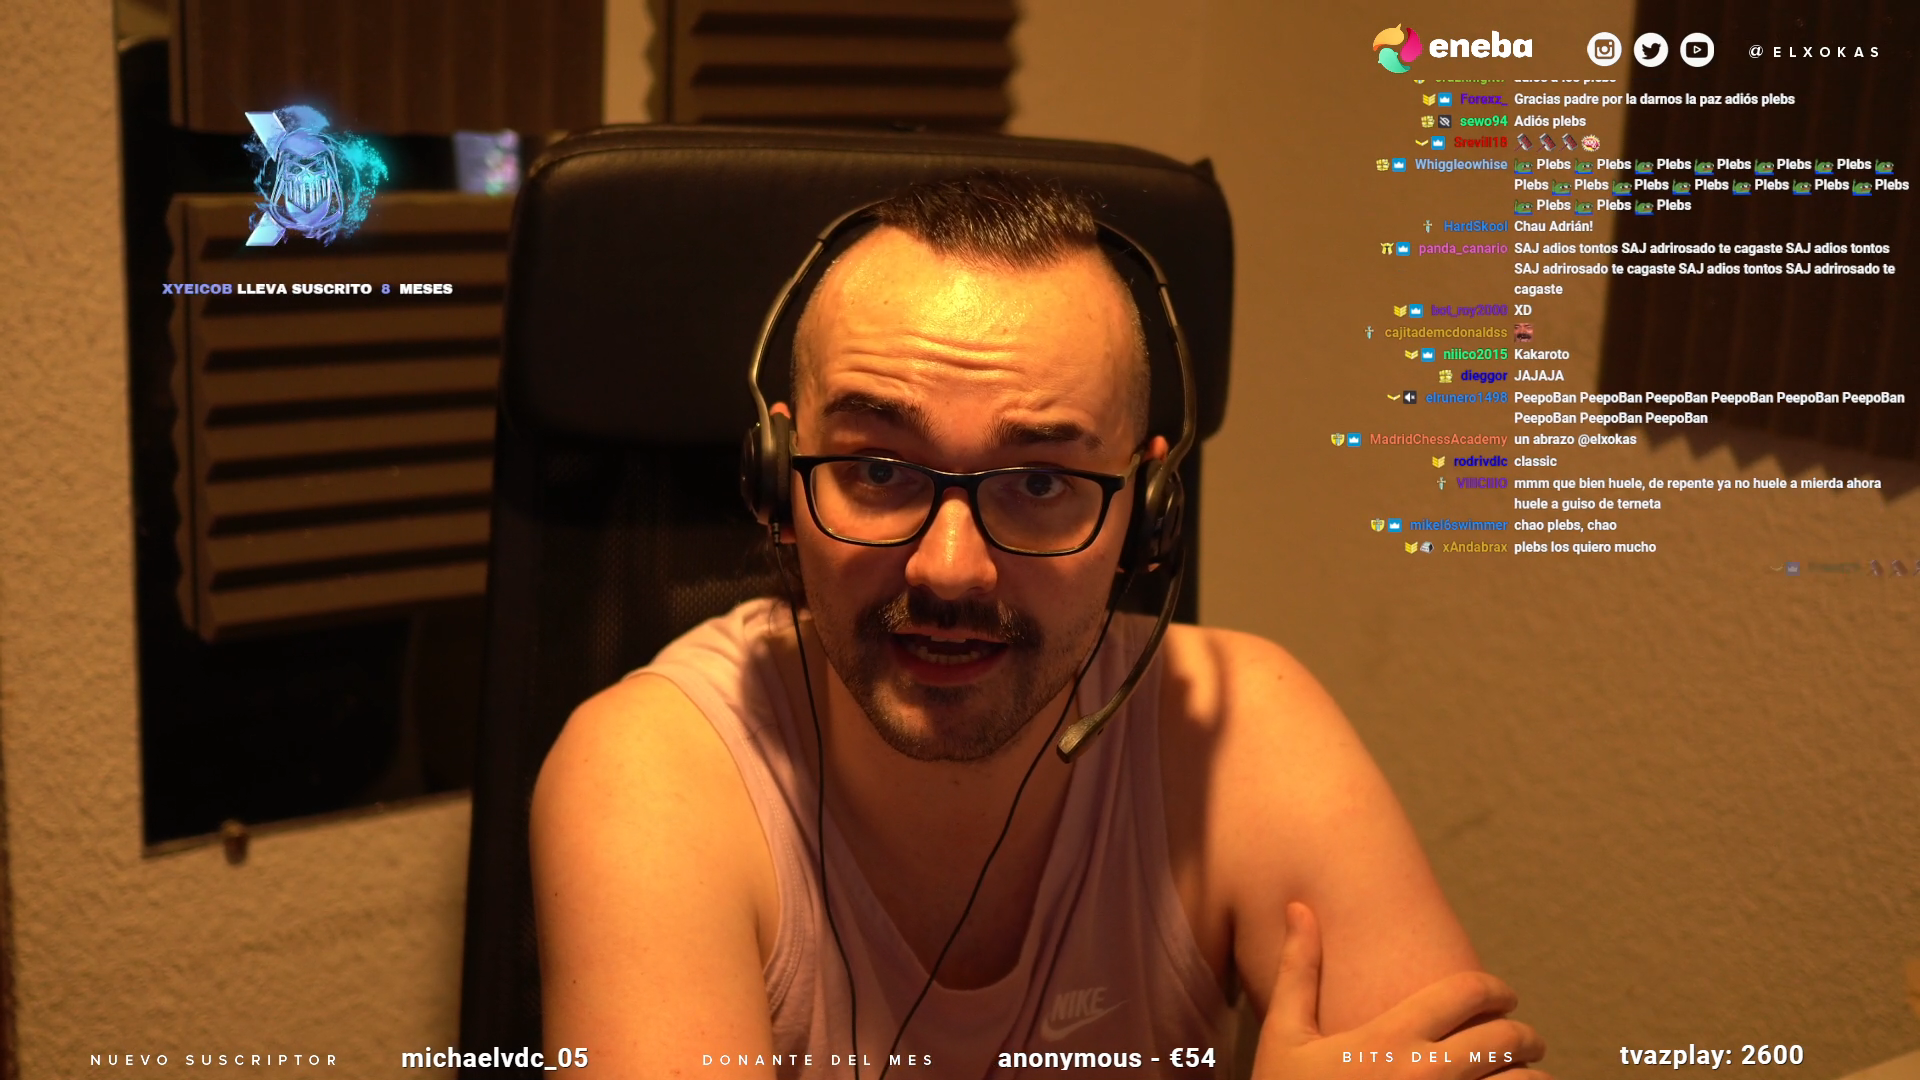 eneba
@ELXOKAS
Forexz_ Gracias padre por la darnos la paz adiós plebs
sewo94 Adiós plebs
Srevill18
Whiggleowhise Plebs Plebs Plebs Plebs Plebs Plebs
Plebs Plebs Plebs Plebs Plebs Plebs Plebs
Plebs Plebs Plebs
HardSkool Chau Adrián!
panda_canario SAJ adios tontos SAJ adrirosado te cagaste SAJ adios tontos
SAJ adrirosado te cagaste SAJ adios tontos SAJ adrirosado te
cagaste
bot_roy2000 XD
cajitademcdonaldss
niiico2015 Kakaroto
dieggor JAJAJA
elrunero1498 PeepoBan PeepoBan PeepoBan PeepoBan PeepoBan PeepoBan
PeepoBan PeepoBan PeepoBan
MadridChessAcademy un abrazo @elxokas
rodrivdlc classic
mmm que bien huele, de repente ya no huele a mierda ahora
huele a guiso de terneta
mikel6swimmer chao plebs, chao
xAndabrax plebs los quiero mucho
XYEICOB LLEVA SUSCRITO 8 MESES
NIKE
NUEVO SUSCRIPTOR michaelvdc_05 DONANTE DEL MES anonymous - €54 BITS DEL MES tvazplay: 2600